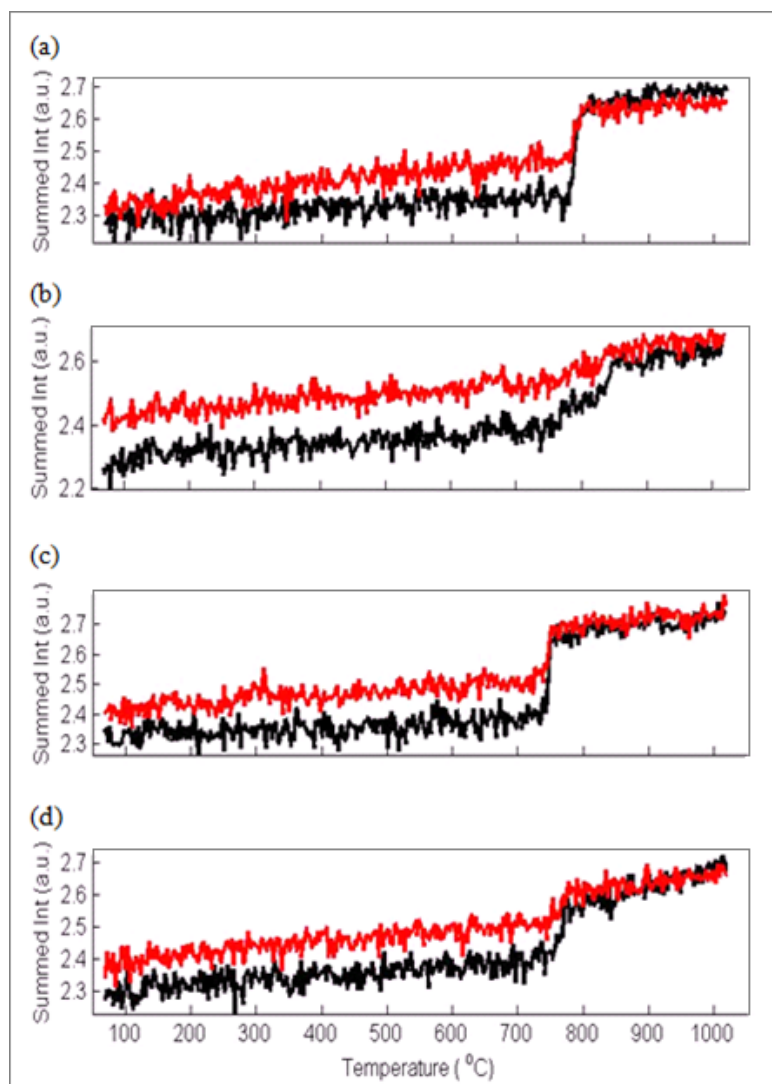 (a)
Summed Int (a.u.)
2.7
2.6
2.5
2.4
2.3
(b)
Summed Int (a.u.)
2.6
2.4
2.2
(c)
Summed Int (a.u.)
2.7
2.6
2.5
2.4
2.3
(d)
Summed Int (a.u.)
2.7
2.6
2.5
2.4
2.3
100 200 300 400 500 600 700 800 900 1000
Temperature ( ⁰C)